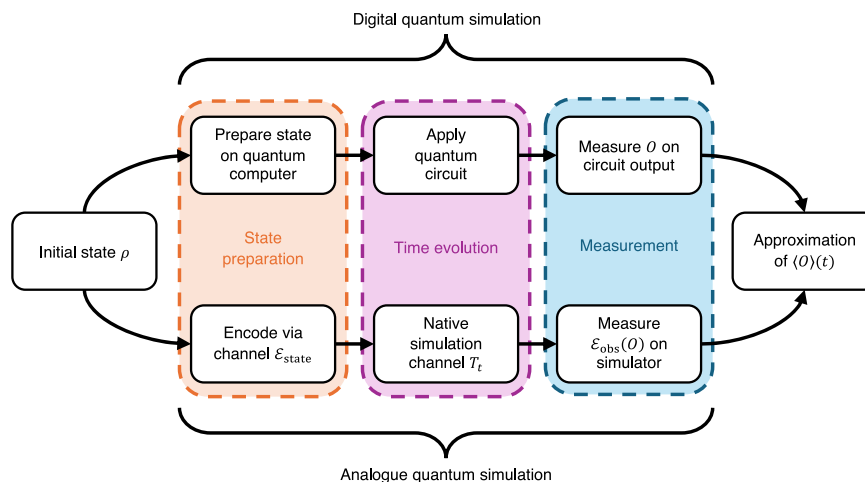 Digital quantum simulation
Prepare state
on quantum
computer
Apply
quantum
circuit
Measure 𝑂 on
circuit output
Initial state 𝜌
State
preparation
Time evolution
Measurement
Approximation
of ⟨𝑂⟩(𝑡)
Encode via
channel ℰ_state
Native
simulation
channel 𝑇_𝑡
Measure
ℰ_obs(𝑂) on
simulator
Analogue quantum simulation